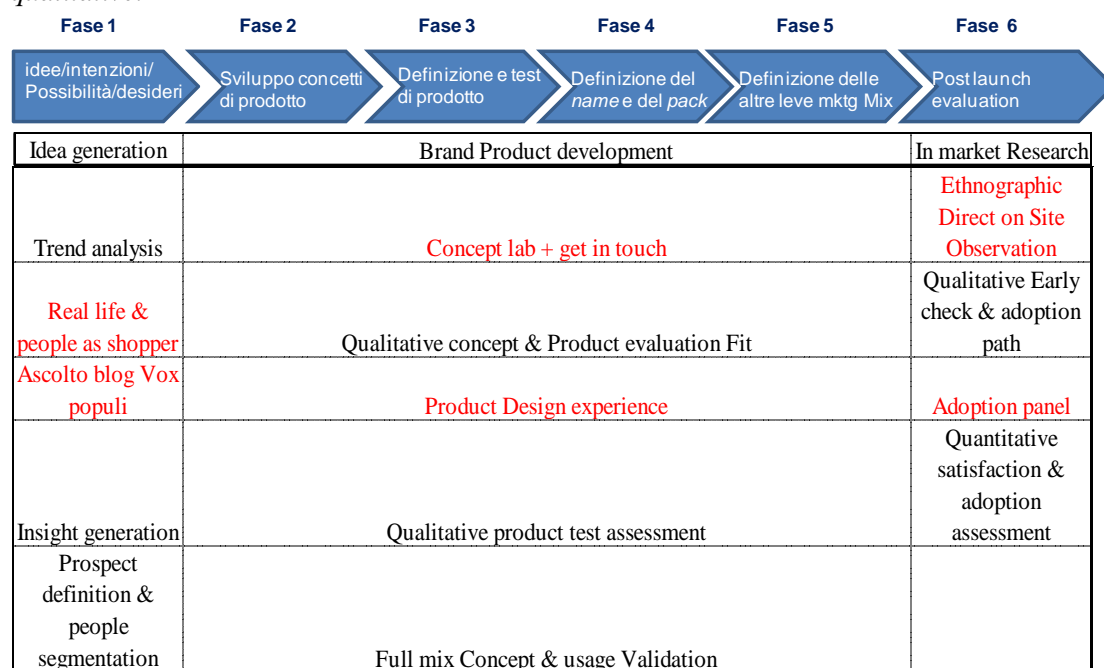 Fase 1 Fase 2 Fase 3 Fase 4 Fase 5 Fase 6
idee/intenzioni/
Possibilità/desideri
Sviluppo concetti
di prodotto
Definizione e test
di prodotto
Definizione del
name e del pack
Definizione delle
altre leve mktg Mix
Post launch
evaluation
Idea generation Brand Product development In market Research
Trend analysis
Concept lab + get in touch
Ethnographic
Direct on Site
Observation
Real life &
people as shopper
Qualitative concept & Product evaluation Fit
Qualitative Early
check & adoption
path
Ascolto blog Vox
populi
Product Design experience
Adoption panel
Insight generation
Qualitative product test assessment
Quantitative
satisfaction &
adoption
assessment
Prospect
definition &
people
segmentation
Full mix Concept & usage Validation